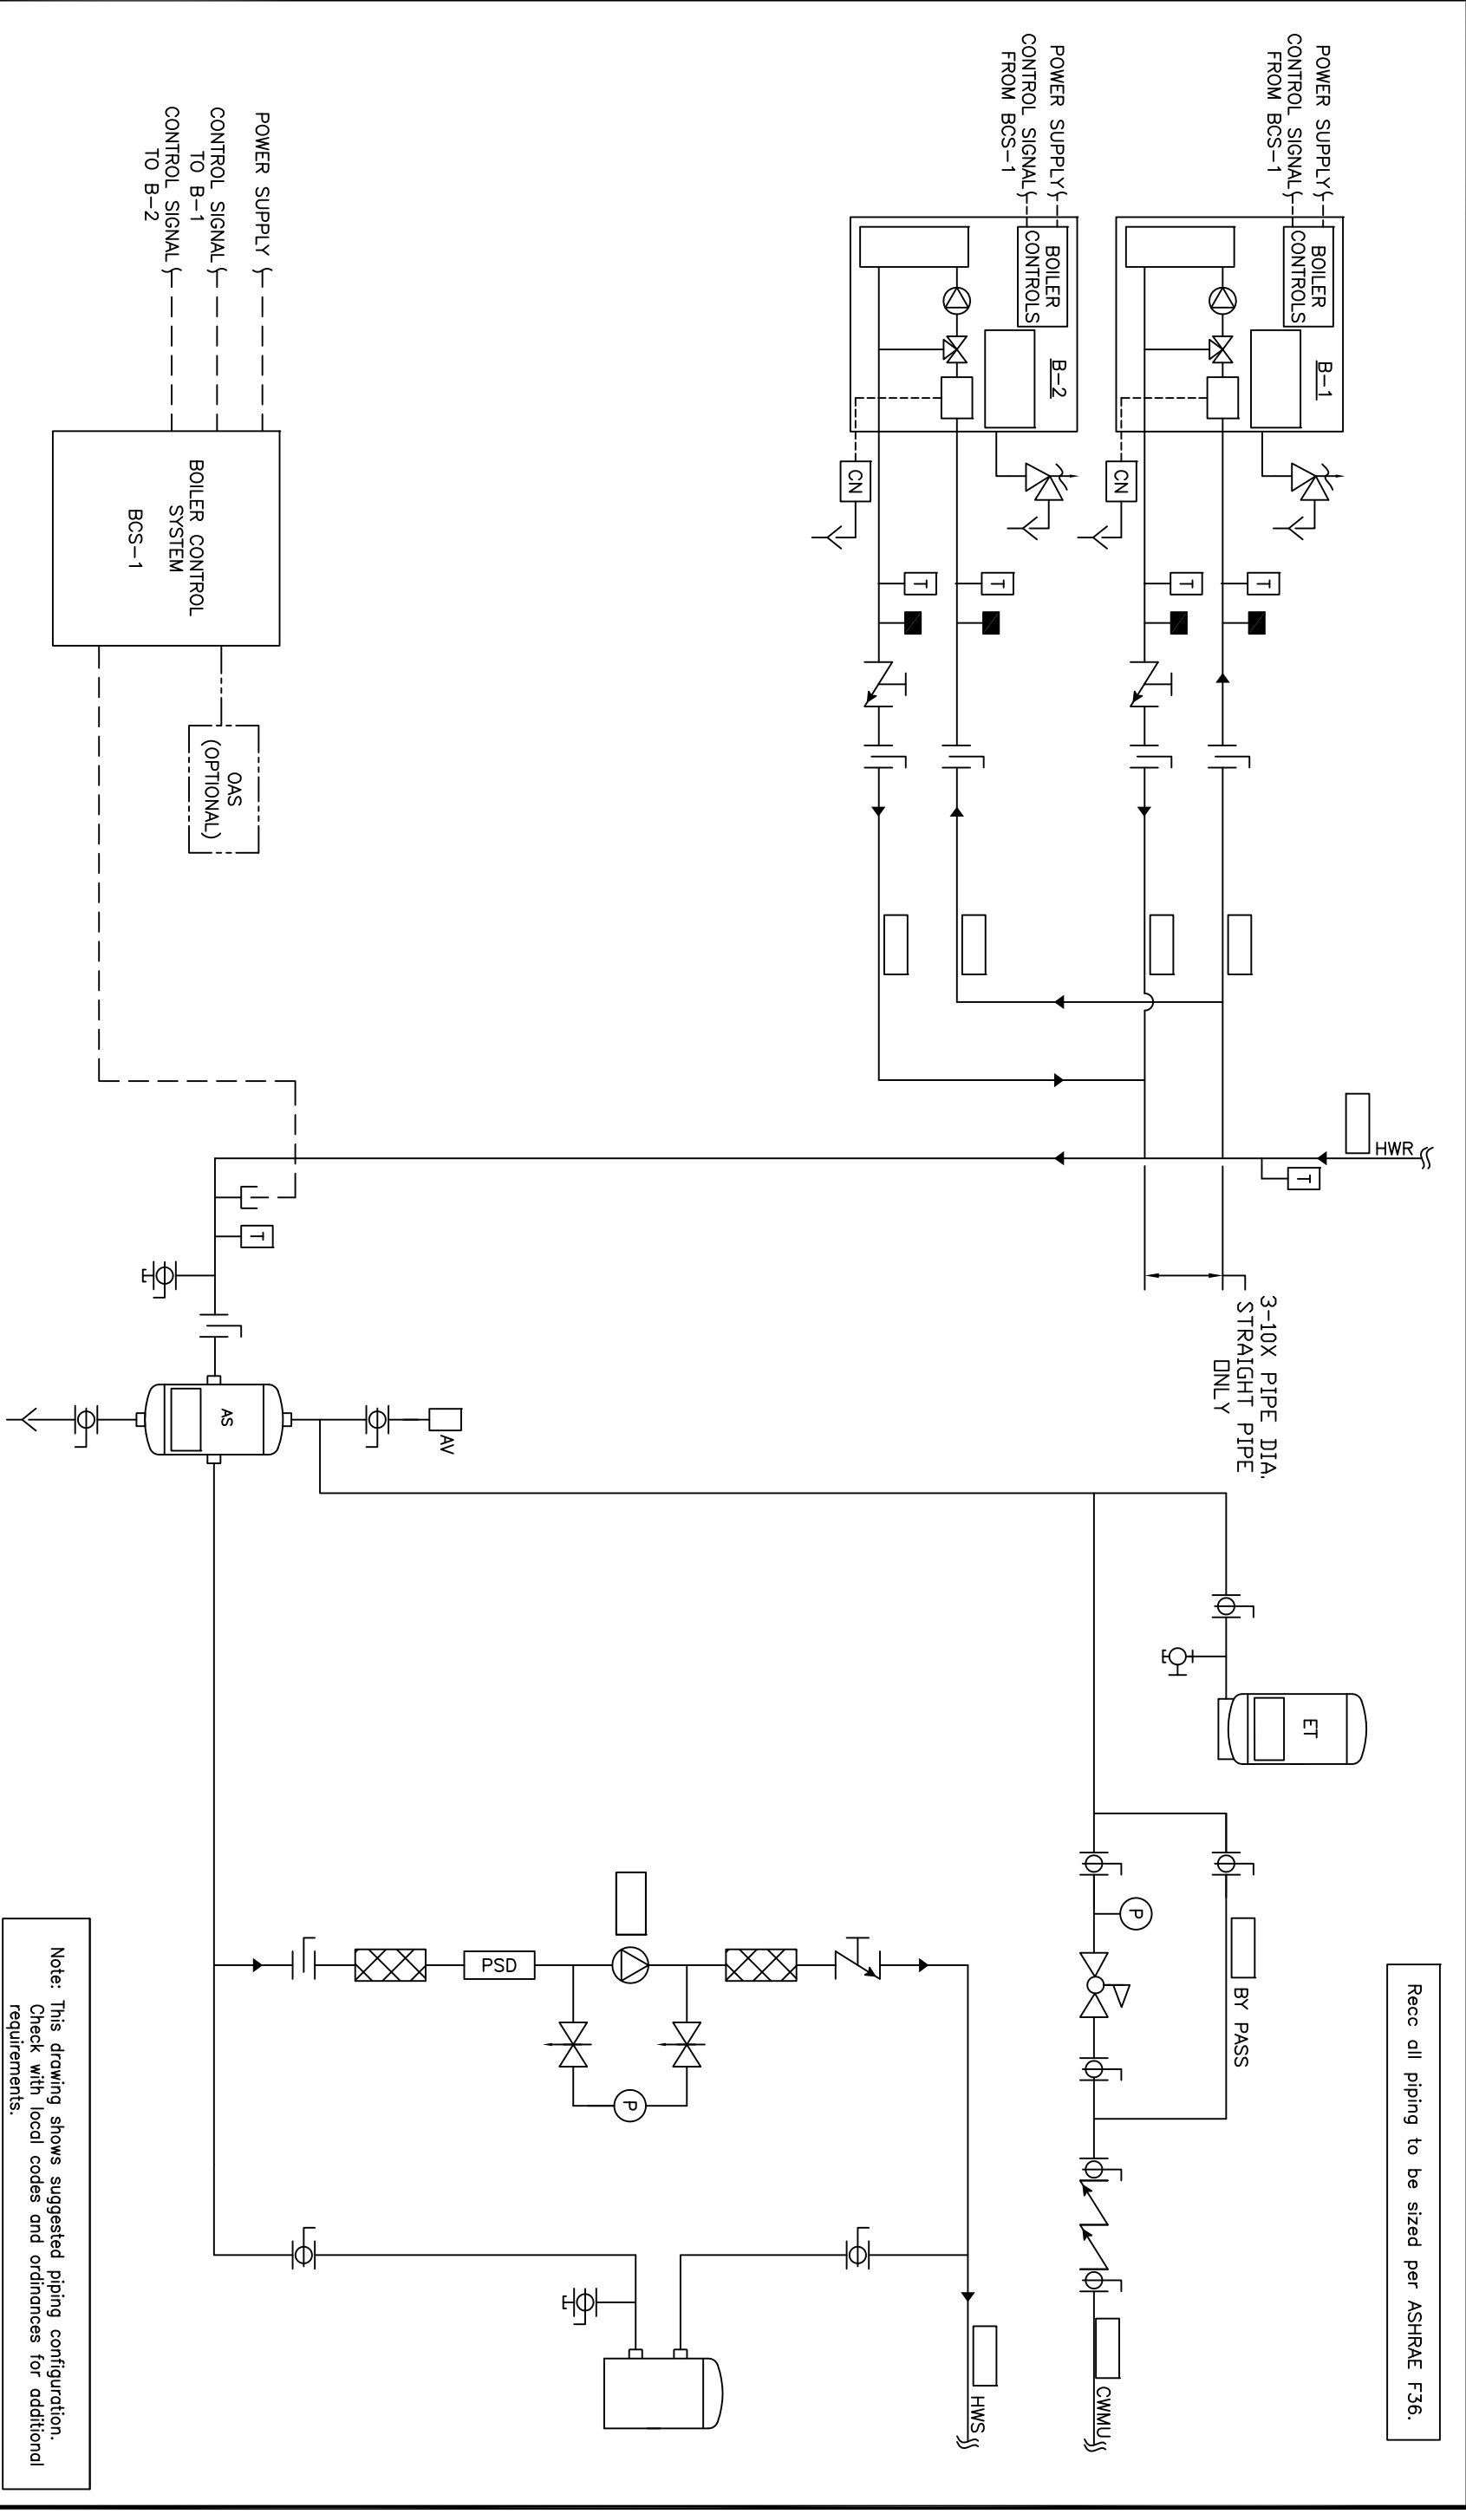 Recc all piping to be sized per ASHRAE F36.
POWER SUPPLY
CONTROL SIGNAL
FROM BCS-1
BOILER
CONTROLS
B-1
CN
T
T
POWER SUPPLY
CONTROL SIGNAL
FROM BCS-1
BOILER
CONTROLS
B-2
CN
T
T
HWR
T
3-10X PIPE DIA.
STRAIGHT PIPE
ONLY
ET
BY PASS
P
CWMU
HWS
POWER SUPPLY
CONTROL SIGNAL
TO B-1
CONTROL SIGNAL
TO B-2
BOILER CONTROL
SYSTEM
BCS-1
OAS
(OPTIONAL)
T
AS
AV
PSD
P
Note: This drawing shows suggested piping configuration.
Check with local codes and ordinances for additional
requirements.